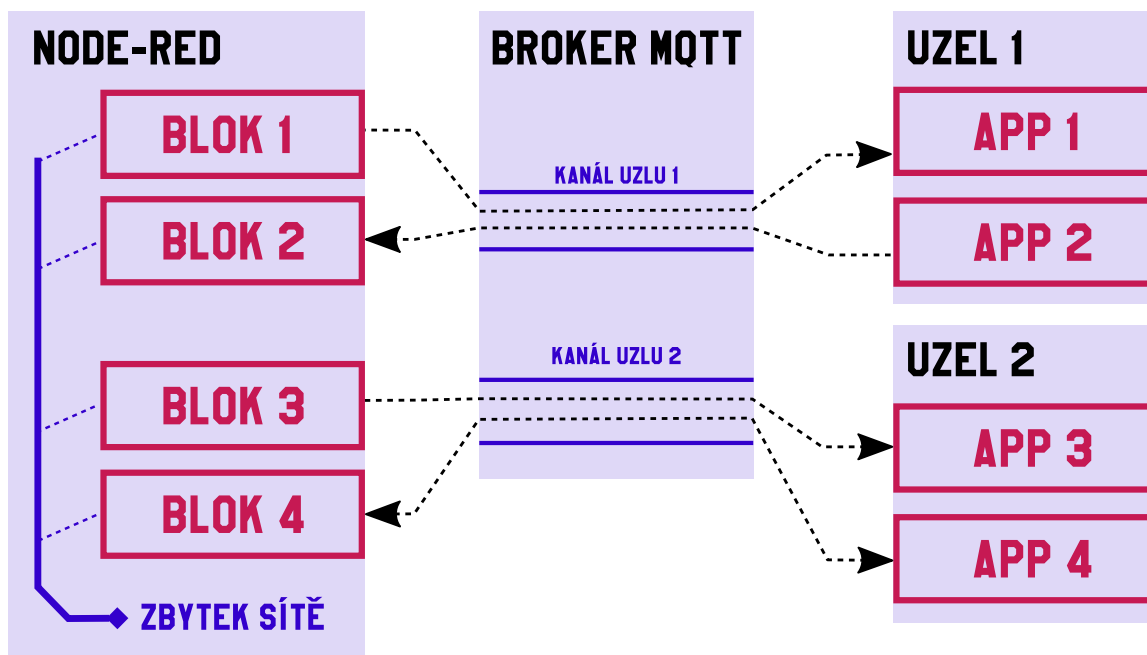 NODE-RED
BLOK 1
BLOK 2
BLOK 3
BLOK 4
ZBYTEK SÍTĚ
BROKER MQTT
KANÁL UZLU 1
KANÁL UZLU 2
UZEL 1
APP 1
APP 2
UZEL 2
APP 3
APP 4